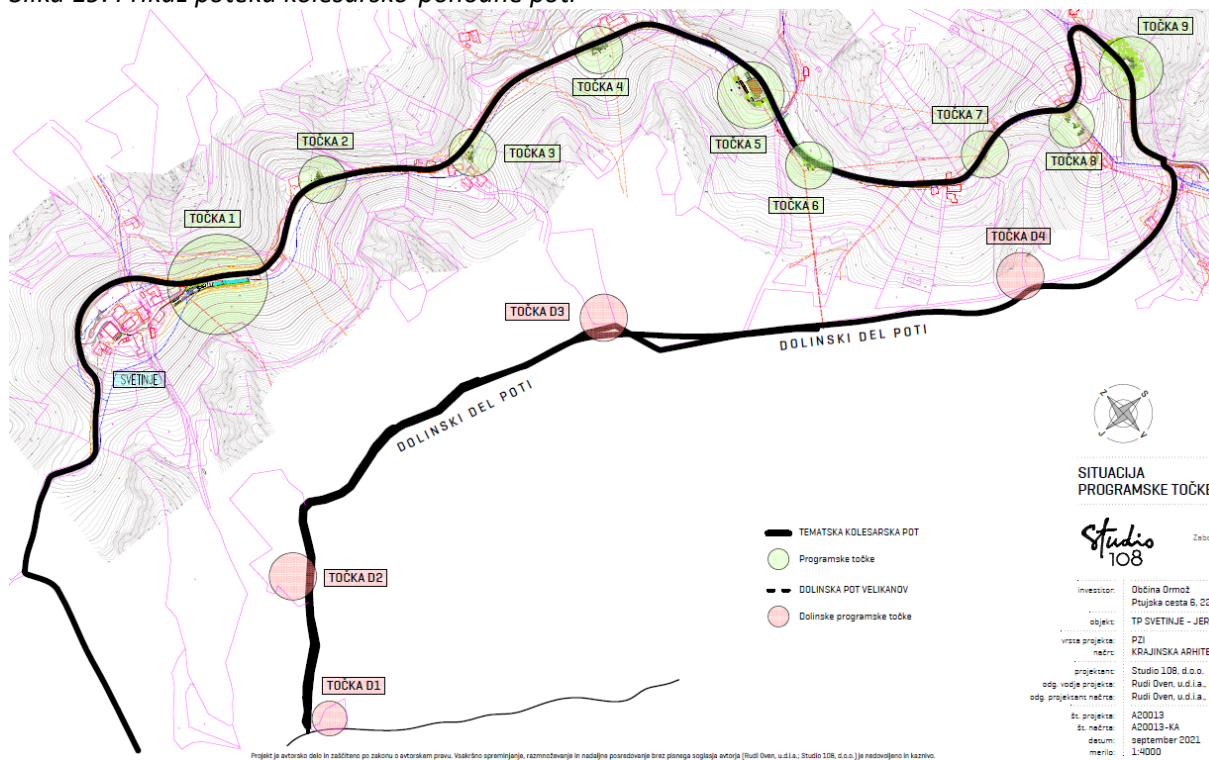 Slika 15: Prikaz poteka kolesarsko-pohodne poti
TOČKA 9
TOČKA 4
TOČKA 5
TOČKA 7
TOČKA 2
TOČKA 3
TOČKA 8
TOČKA 6
TOČKA 1
TOČKA D4
TOČKA D3
DOLINSKI DEL POTI
SVETINJE
DOLINSKI DEL POTI
Z
S
J
V
SITUACIJA
PROGRAMSKE TOČKE
Studio
108
TEMATSKA KOLESARSKA POT
Programske točke
DOLINSKA POT VELIKANOV
Dolinske programske točke
TOČKA D2
TOČKA D1
investitor: Občina Ormož
Ptujska cesta 6, 22
objekt: TP SVETINJE - JER
vrsta projekta: PZI
načrt: KRAJINSKA ARHITE
projektant: Studio 108, d.o.o.
odg. vodja projekta: Rudi Oven, u.d.i.a.,
odg. projektant načrta: Rudi Oven, u.d.i.a.,
št. projekta: A20013
št. načrta: A20013-KA
datum: september 2021
merilo: 1:4000
Projekt je avtorsko delo in zaščiteno po zakonu o avtorskem pravu. Vsakršno spreminjanje, razmnoževanje in nadaljne posredovanje brez pisnega soglasja avtorja (Rudi Oven, u.d.i.a.; Studio 108, d.o.o.) je nedovoljeno in kaznivo.